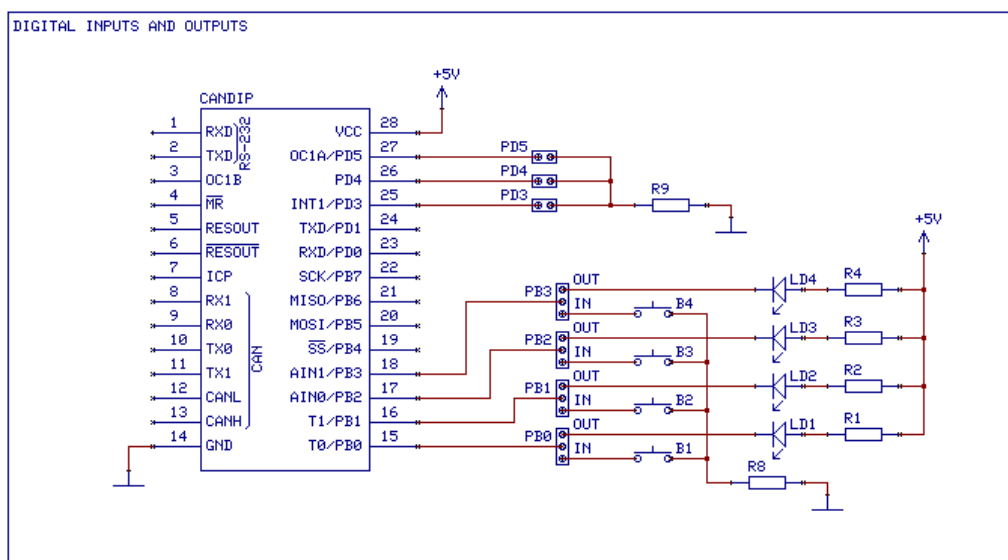 DIGITAL INPUTS AND OUTPUTS
+5V
CANDIP
1 RXD VCC 28
2 TXD OC1A/PD5 27
RS-232
3 OC1B PD4 26
4 MR INT1/PD3 25
5 RESOUT TXD/PD1 24
6 RESOUT RXD/PD0 23
7 ICP SCK/PB7 22
8 RX1 MISO/PB6 21
9 RX0 MOSI/PB5 20
10 TX0 SS/PB4 19
CAN
11 TX1 AIN1/PB3 18
12 CANL AIN0/PB2 17
13 CANH T1/PB1 16
14 GND T0/PB0 15
PD5
PD4
PD3
R9
+5V
PB3 OUT LD4 R4
IN B4
PB2 OUT LD3 R3
IN B3
PB1 OUT LD2 R2
IN B2
PB0 OUT LD1 R1
IN B1
R8